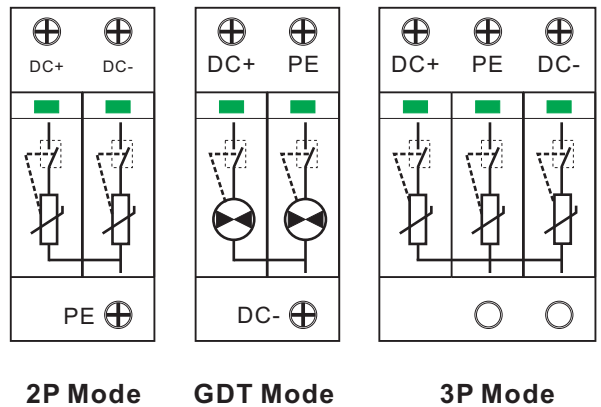 DC+ DC- DC+ PE DC+ PE DC-
PE DC-
2P Mode GDT Mode 3P Mode